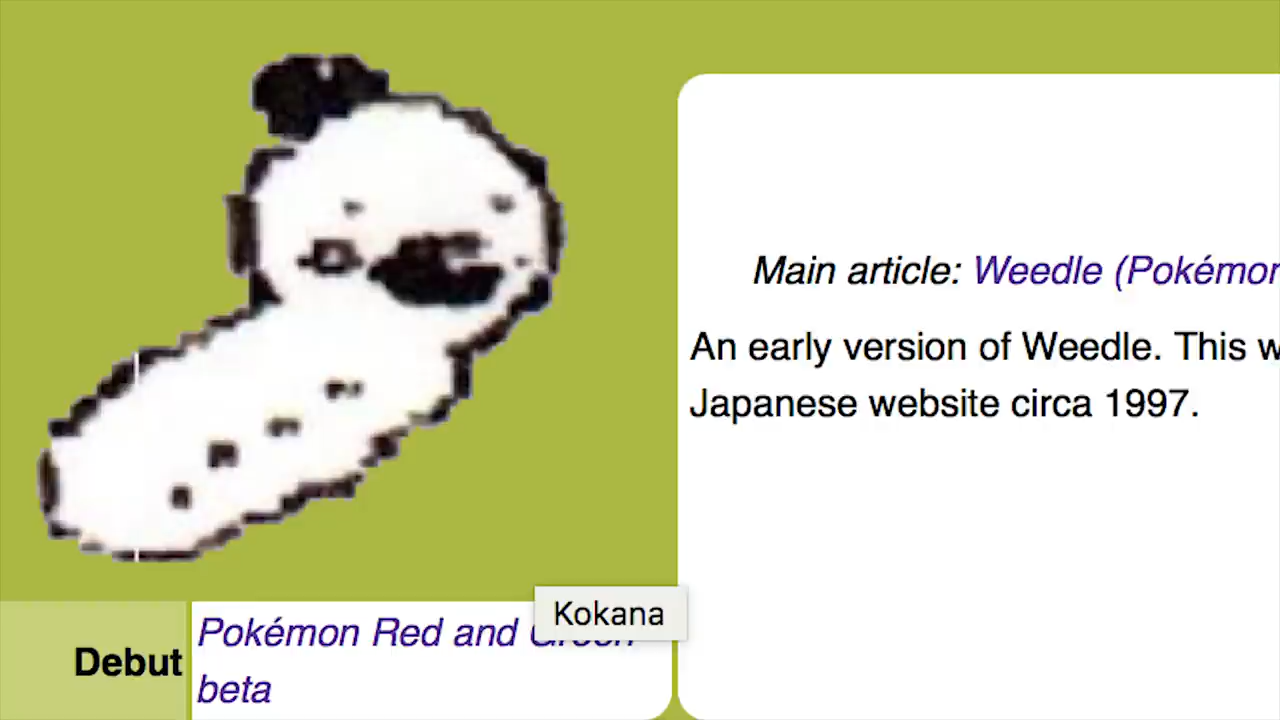 Main article: Weedle (Pokémon
An early version of Weedle. This w
Japanese website circa 1997.
Kokana
Debut
Pokémon Red and Green
beta